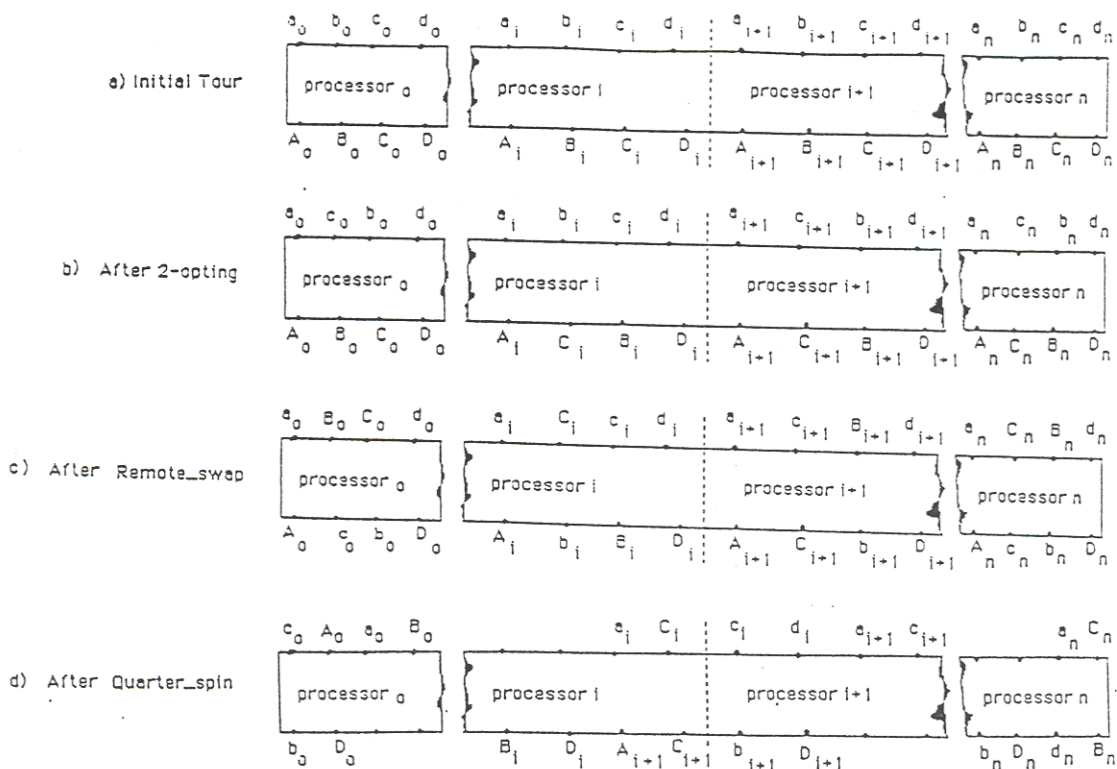 a₀ b₀ c₀ d₀ aᵢ bᵢ cᵢ dᵢ aᵢ₊₁ bᵢ₊₁ cᵢ₊₁ dᵢ₊₁ aₙ bₙ cₙ dₙ
a) Initial Tour processor ₀ processor i processor i+1 processor n
A₀ B₀ C₀ D₀ Aᵢ Bᵢ Cᵢ Dᵢ Aᵢ₊₁ Bᵢ₊₁ Cᵢ₊₁ Dᵢ₊₁ Aₙ Bₙ Cₙ Dₙ
a₀ c₀ b₀ d₀ aᵢ bᵢ cᵢ dᵢ aᵢ₊₁ cᵢ₊₁ bᵢ₊₁ dᵢ₊₁ aₙ cₙ bₙ dₙ
b) After 2-opting processor ₀ processor i processor i+1 processor n
A₀ B₀ C₀ D₀ Aᵢ Cᵢ Bᵢ Dᵢ Aᵢ₊₁ Cᵢ₊₁ Bᵢ₊₁ Dᵢ₊₁ Aₙ Cₙ Bₙ Dₙ
a₀ B₀ C₀ d₀ aᵢ Cᵢ cᵢ dᵢ aᵢ₊₁ cᵢ₊₁ Bᵢ₊₁ dᵢ₊₁ aₙ Cₙ Bₙ dₙ
c) After Remote_swap processor ₀ processor i processor i+1 processor n
A₀ c₀ b₀ D₀ Aᵢ bᵢ Bᵢ Dᵢ Aᵢ₊₁ Cᵢ₊₁ bᵢ₊₁ Dᵢ₊₁ Aₙ cₙ bₙ Dₙ
c₀ A₀ a₀ B₀ aᵢ Cᵢ cᵢ dᵢ aᵢ₊₁ cᵢ₊₁ aₙ Cₙ
d) After Quarter_spin processor ₀ processor i processor i+1 processor n
b₀ D₀ Bᵢ Dᵢ Aᵢ₊₁ Cᵢ₊₁ bᵢ₊₁ Dᵢ₊₁ bₙ Dₙ dₙ Bₙ